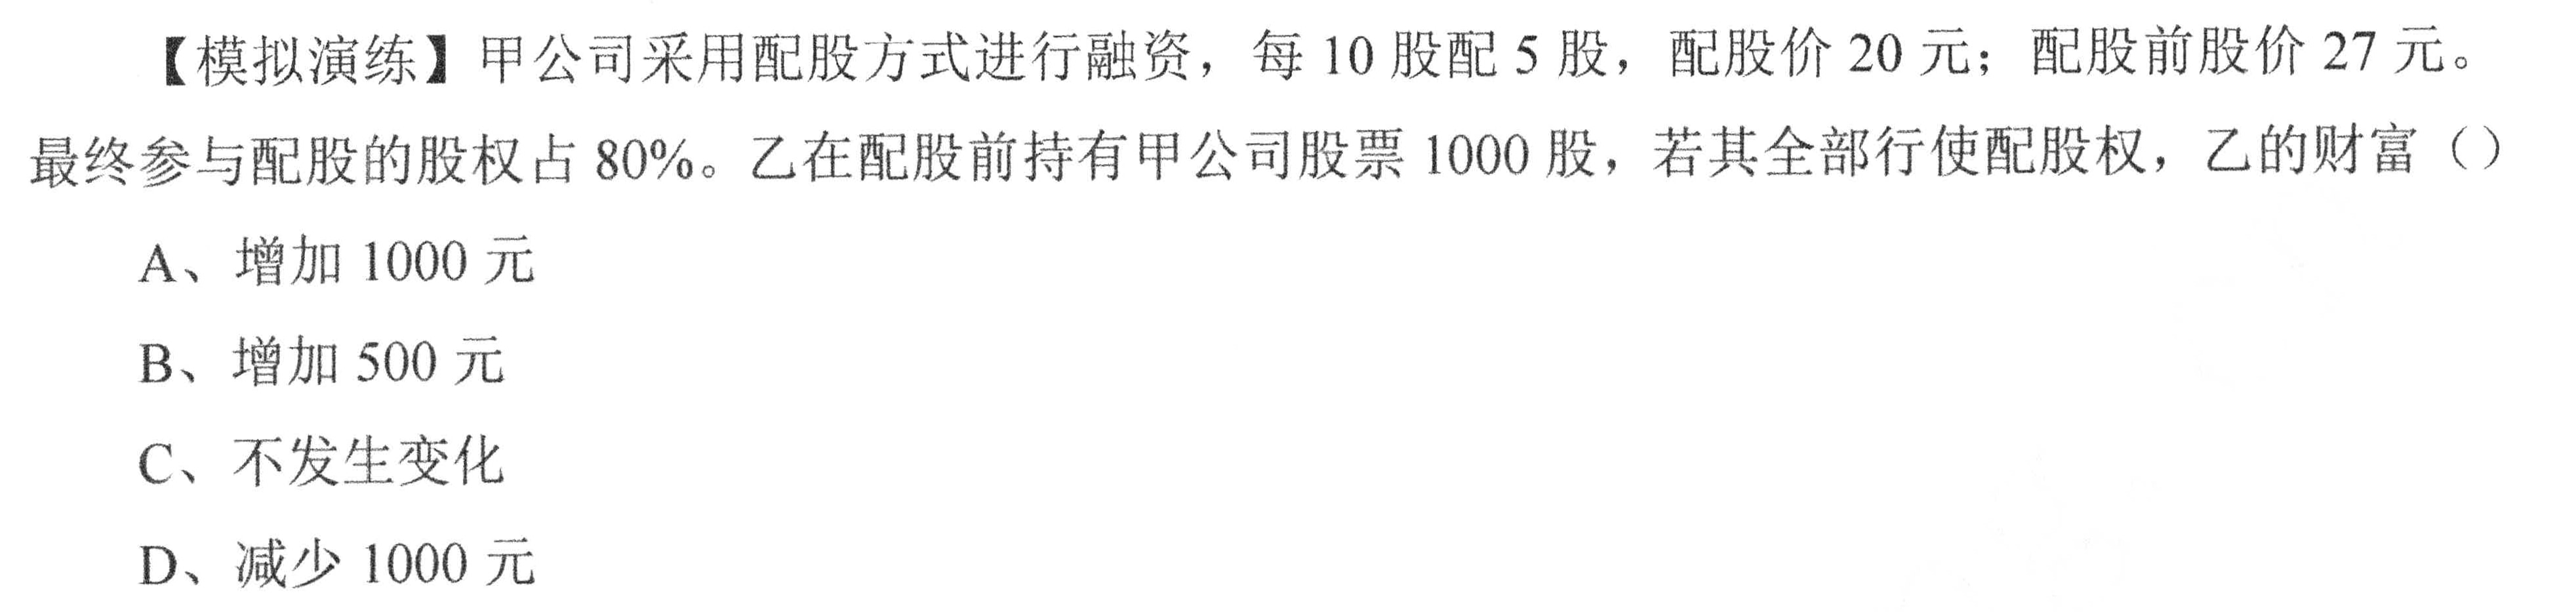 【模拟演练】甲公司采用配股方式进行融资，每 10 股配 5 股，配股价 20 元；配股前股价 27 元。
最终参与配股的股权占 80%。乙在配股前持有甲公司股票 1000 股，若其全部行使配股权，乙的财富（）
A、增加 1000 元
B、增加 500 元
C、不发生变化
D、减少 1000 元